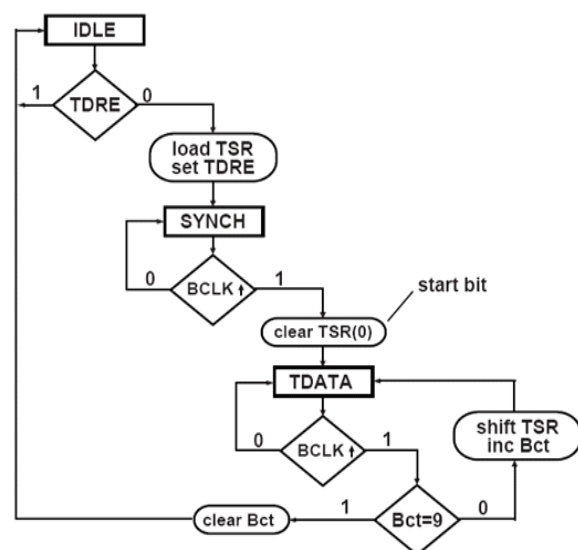 IDLE
1
TDRE
0
load TSR
set TDRE
SYNCH
0
BCLK ↑
1
start bit
clear TSR(0)
TDATA
0
BCLK ↑
1
shift TSR
inc Bct
clear Bct
1
Bct=9
0